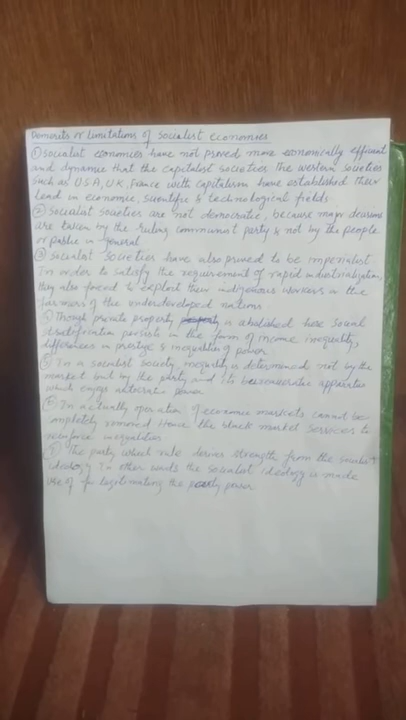 Demerits or limitations of socialist economies
① socialist economies have not proved more economically efficient
and dynamic that the capitalist societies the western societies
such as U.S.A, U.K, France with capitalism have established their
lead in economic, scientific & technological fields.
② Socialist societies are not democratic, because major decisions
are taken by the ruling communist party & not by the people
or public in general.
③ socialist societies have also proved to be imperialist.
In order to satisfy the requirement of rapid industrialization,
they also forced to exploit their indigenous workers or the
farmers of the underdeveloped nations
④ Though private property is abolished here social
stratification persists in the form of income inequality,
differences in prestige & inequalities of power.
⑤ In a socialist society, inequality is determined not by the
market but by the party and its bureaucratic apparatus
which enjoys autocratic power
⑥ In actually operation of economic markets cannot be
completely removed Hence the black market services to
reinforce inequalities
⑦ The party which rule derives strength from the socialist
ideology In other words the socialist ideology is made
use of for legitimating the party power.